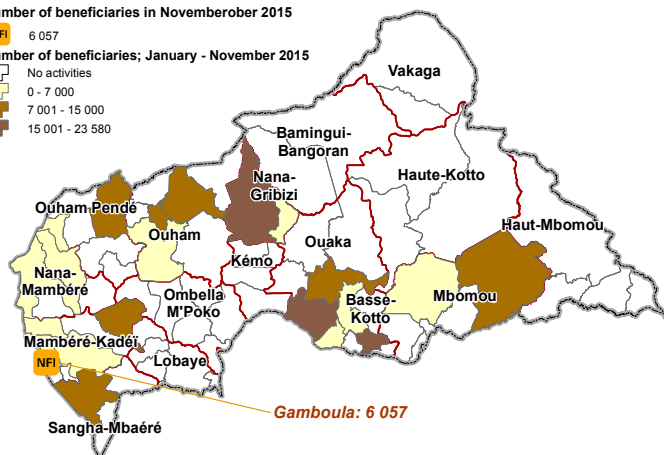 umber of beneficiaries in Novemberober 2015
FI 6 057
umber of beneficiaries; January - November 2015
No activities
0 - 7 000
7 001 - 15 000
15 001 - 23 580
Vakaga
Bamingui-
Bangoran
Haute-Kotto
Nana-
Gribizi
Ouham Pendé
Ouham
Ouaka
Haut-Mbomou
Kémo
Nana-
Mambéré
Ombella
M'Poko
Basse-
Kotto
Mbomou
Mambéré-Kadéï
NFI
Lobaye
Gamboula: 6 057
Sangha-Mbaéré